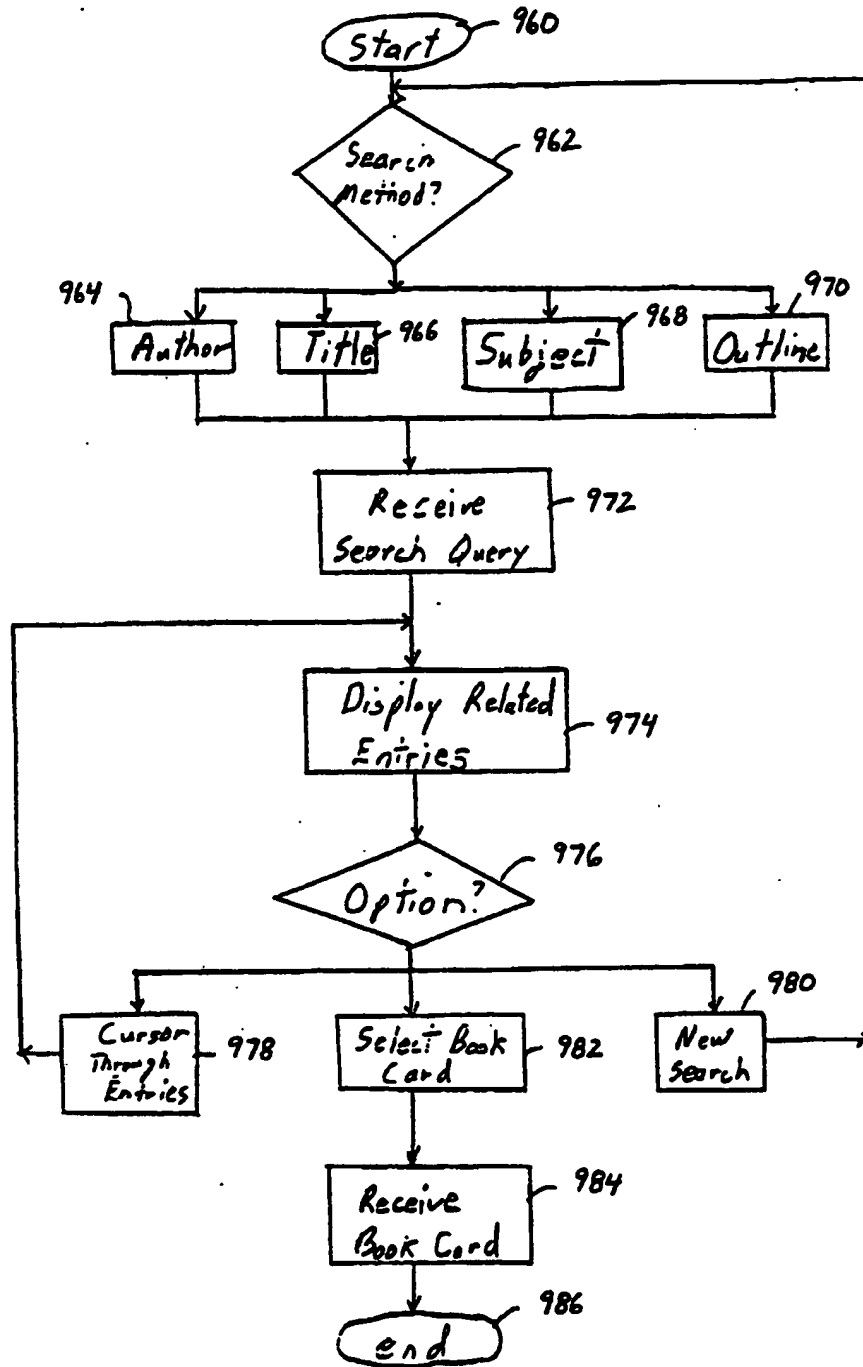 Start
960
Search
Method?
962
964
Author
Title
966
Subject
968
970
Outline
Receive
Search Query
972
Display Related
Entries
974
Option?
976
Cursor
Through
Entries
978
Select Book
Card
982
980
New
Search
Receive
Book Card
984
end
986